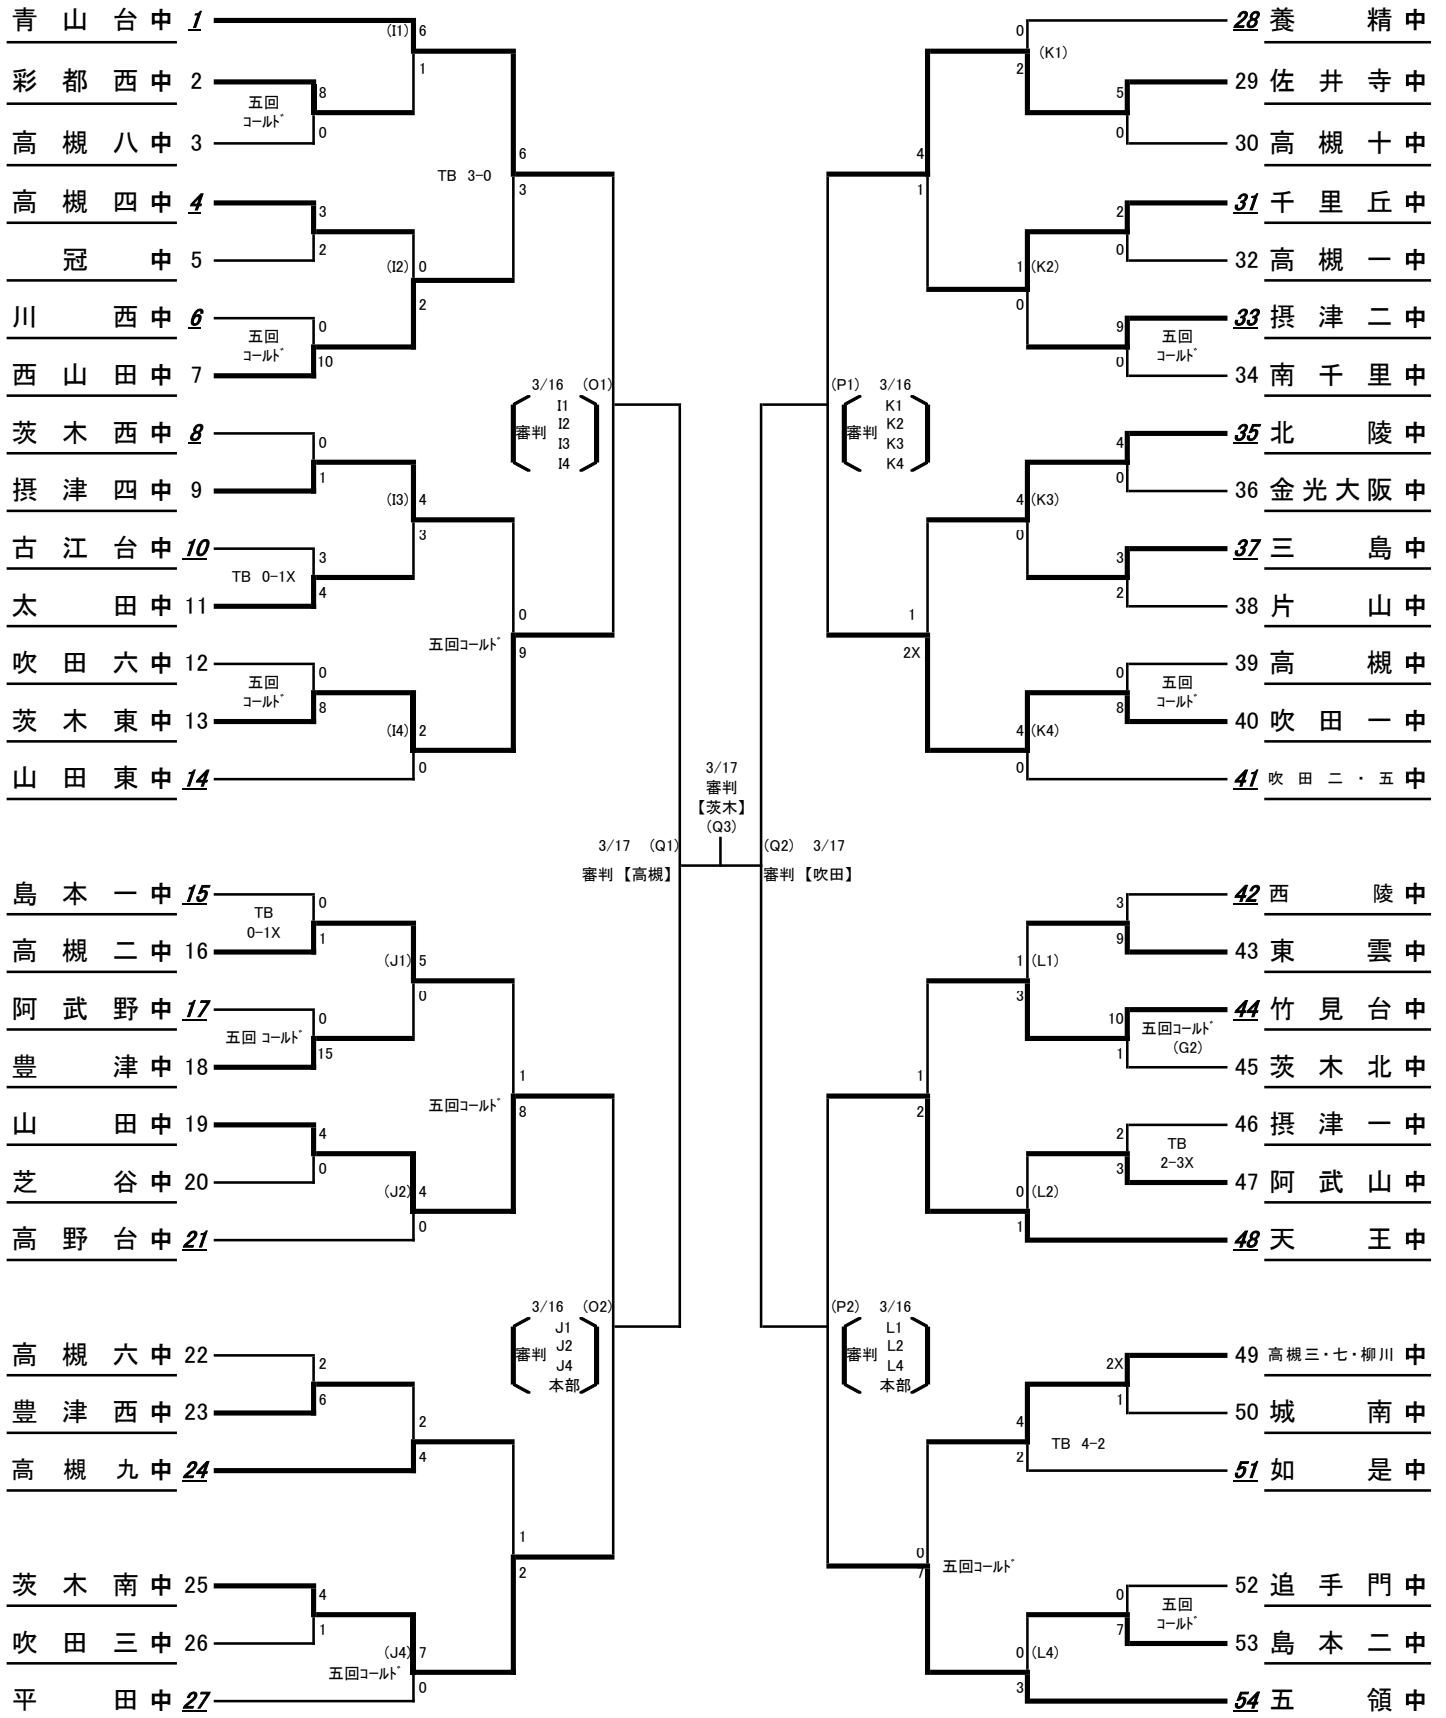 青山台中 1
彩都西中 2
高槻八中 3
高槻四中 4
冠中 5
川西中 6
西山田中 7
茨木西中 8
摂津四中 9
古江台中 10
太田中 11
吹田六中 12
茨木東中 13
山田東中 14
島本一中 15
高槻二中 16
阿武野中 17
豊津中 18
山田中 19
芝谷中 20
高野台中 21
高槻六中 22
豊津西中 23
高槻九中 24
茨木南中 25
吹田三中 26
平田中 27
8
五回
コールド
0
3
2
0
五回
コールド
10
0
1
3
TB 0-1X
4
0
五回
コールド
8
0
TB
0-1X
1
0
五回 コールド
15
4
0
2
6
4
1
(I1) 6
1
(I2) 0
2
(I3) 4
3
(I4) 2
0
(J1) 5
0
(J2) 4
0
2
4
(J4) 7
五回コールド
0
6
TB 3-0
3
0
五回コールド
9
1
五回コールド
8
1
2
3/16 (O1)
審判
I1
I2
I3
I4
3/16 (O2)
審判
J1
J2
J4
本部
3/17 (Q1)
審判【高槻】
3/17
審判
【茨木】
(Q3)
(Q2) 3/17
審判【吹田】
(P1) 3/16
審判
K1
K2
K3
K4
(P2) 3/16
審判
L1
L2
L4
本部
4
1
1
2X
1
2
0
五回コールド
7
0
(K1)
2
1 (K2)
0
4 (K3)
0
4 (K4)
0
1 (L1)
3
0 (L2)
1
4
TB 4-2
2
0 (L4)
3
5
0
2
0
9
五回
コールド
0
4
0
3
2
0
五回
コールド
8
3
9
10
五回コールド
(G2)
1
2
TB
2-3X
3
2X
1
0
五回
コールド
7
28 養精中
29 佐井寺中
30 高槻十中
31 千里丘中
32 高槻一中
33 摂津二中
34 南千里中
35 北陵中
36 金光大阪中
37 三島中
38 片山中
39 高槻中
40 吹田一中
41 吹田二・五中
42 西陵中
43 東雲中
44 竹見台中
45 茨木北中
46 摂津一中
47 阿武山中
48 天王中
49 高槻三・七・柳川中
50 城南中
51 如是中
52 追手門中
53 島本二中
54 五領中